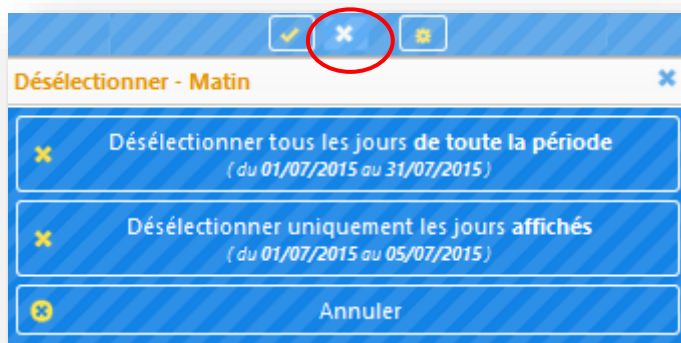 Désélectionner - Matin
Désélectionner tous les jours de toute la période
( du 01/07/2015 au 31/07/2015 )
Désélectionner uniquement les jours affichés
( du 01/07/2015 au 05/07/2015 )
Annuler